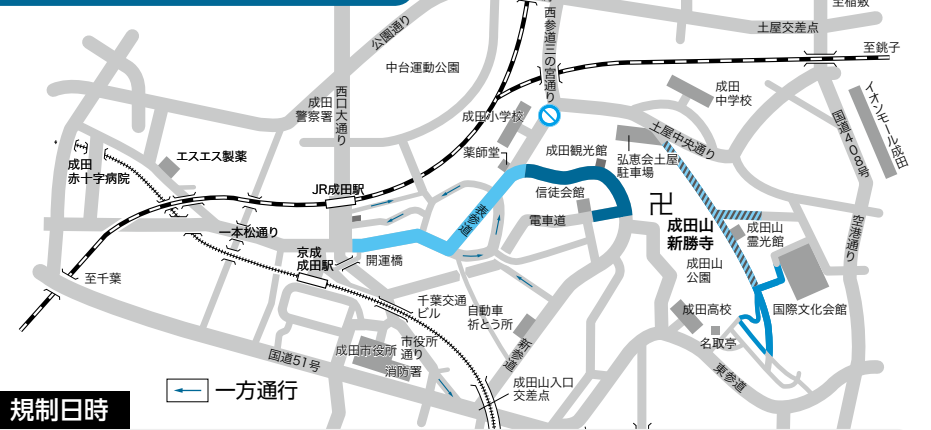 至稲敷
西参道三の宮通り
土屋交差点
公園通り
至銚子
中台運動公園
西口大通り
成田
中学校
イオンモール成田
成田
警察署
成田小学校
国道408号
土屋中央通り
薬師堂
成田観光館
弘恵会土屋
駐車場
エスエス製薬
成田
赤十字病院
JR成田駅
信徒会館
表参道
電車道
卍
成田山
新勝寺
成田山
霊光館
空港通り
一本松通り
京成
成田駅
開運橋
成田山
公園
至千葉
千葉交通
ビル
自動車
祈とう所
成田高校
国際文化会館
名取亭
新参道
成田市役所
市役所
通り
国道51号
消防署
東参道
成田山入口
交差点
一方通行
規制日時